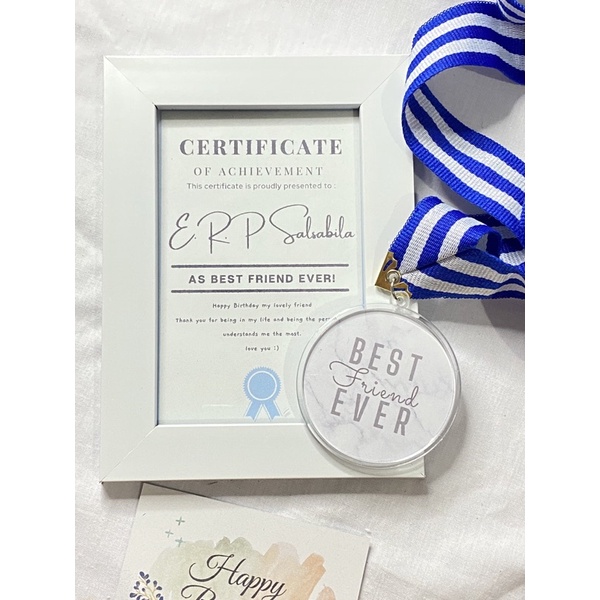 CERTIFICATE
OF ACHIEVEMENT
This certificate is proudly presented to :
E.R.P Salsabila
AS BEST FRIEND EVER!
Happy Birthday my lovely friend
Thank you for being in my life and being the
understands me the most.
love you :)
BEST
Friend
EVER
Happy